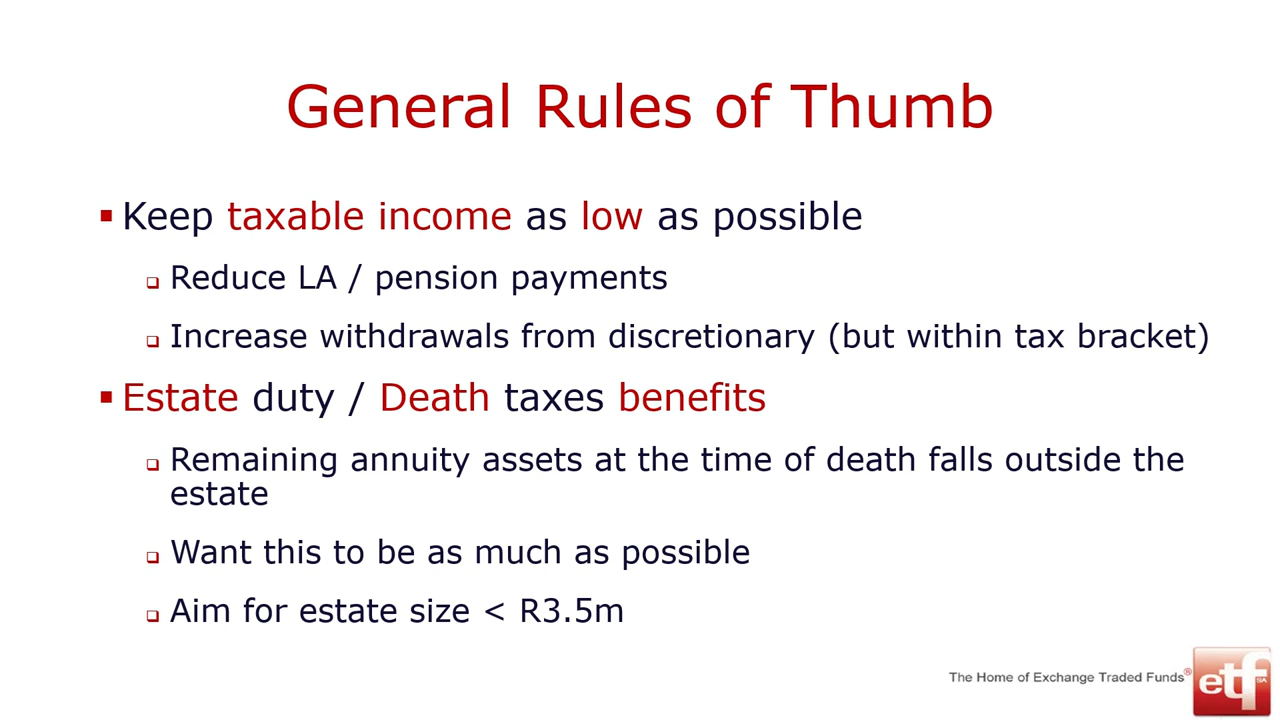 General Rules of Thumb
Keep taxable income as low as possible
Reduce LA / pension payments
Increase withdrawals from discretionary (but within tax bracket)
Estate duty / Death taxes benefits
Remaining annuity assets at the time of death falls outside the
estate
Want this to be as much as possible
Aim for estate size < R3.5m
The Home of Exchange Traded Funds®
etfSA